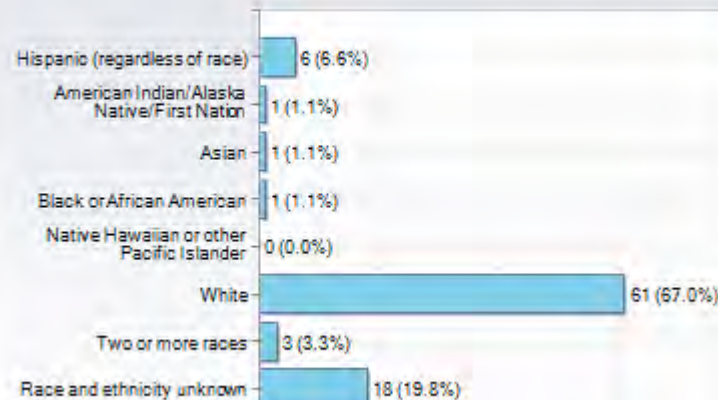 Hispanic (regardless of race) 6 (6.6%)
American Indian/Alaska
Native/First Nation 1 (1.1%)
Asian 1 (1.1%)
Black or African American 1 (1.1%)
Native Hawaiian or other
Pacific Islander 0 (0.0%)
White 61 (67.0%)
Two or more races 3 (3.3%)
Race and ethnicity unknown 18 (19.8%)